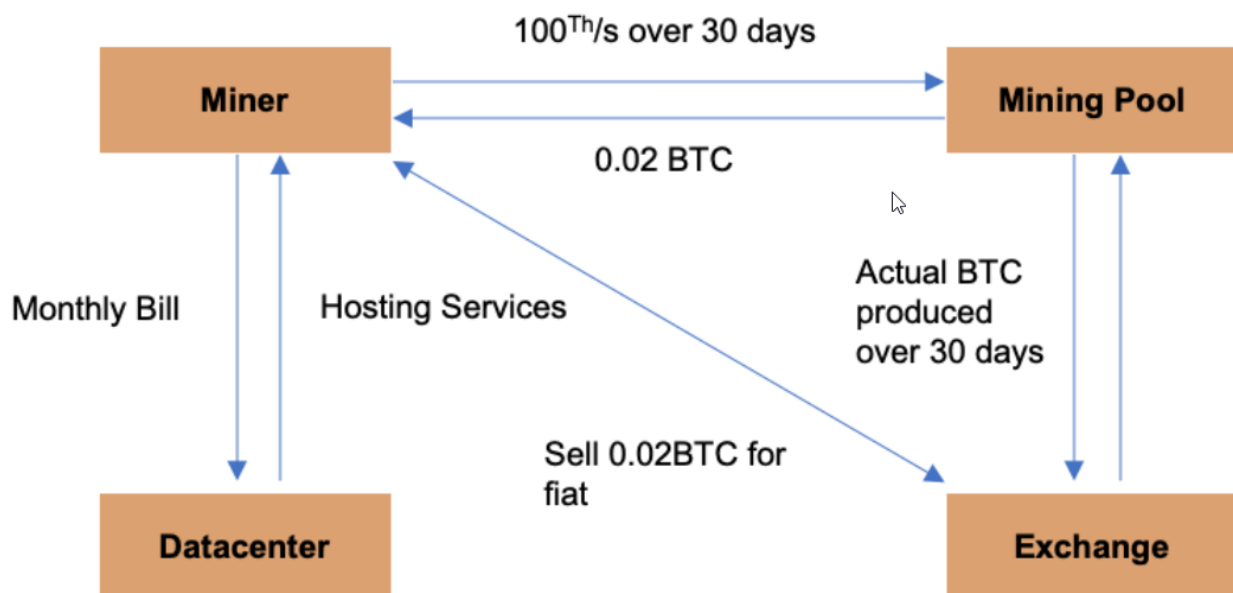 100Th/s over 30 days
Miner
Mining Pool
0.02 BTC
Monthly Bill
Hosting Services
Actual BTC
produced
over 30 days
Sell 0.02BTC for
fiat
Datacenter
Exchange